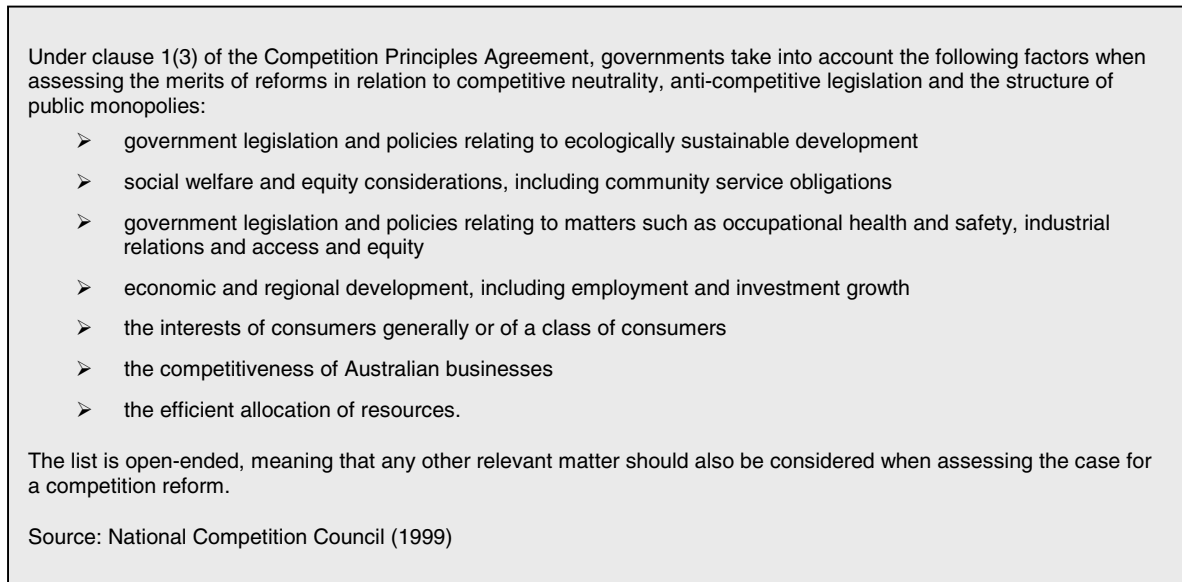 Under clause 1(3) of the Competition Principles Agreement, governments take into account the following factors when
assessing the merits of reforms in relation to competitive neutrality, anti-competitive legislation and the structure of
public monopolies:
➢ government legislation and policies relating to ecologically sustainable development
➢ social welfare and equity considerations, including community service obligations
➢ government legislation and policies relating to matters such as occupational health and safety, industrial
relations and access and equity
➢ economic and regional development, including employment and investment growth
➢ the interests of consumers generally or of a class of consumers
➢ the competitiveness of Australian businesses
➢ the efficient allocation of resources.
The list is open-ended, meaning that any other relevant matter should also be considered when assessing the case for
a competition reform.
Source: National Competition Council (1999)